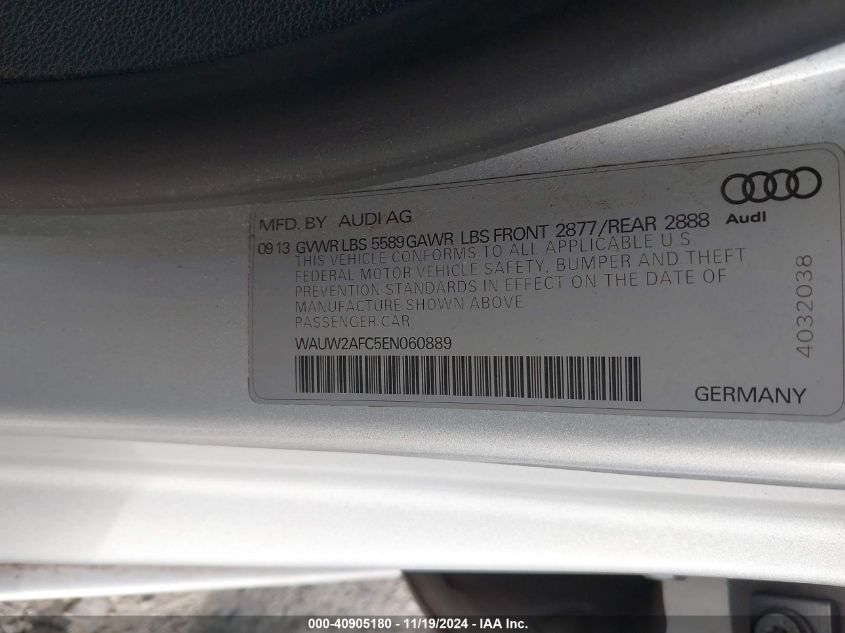 MFD. BY AUDI AG
Audi
09 13 GVWR LBS 5589 GAWR LBS FRONT 2877/REAR 2888
THIS VEHICLE CONFORMS TO ALL APPLICABLE U.S.
FEDERAL MOTOR VEHICLE SAFETY, BUMPER AND THEFT
PREVENTION STANDARDS IN EFFECT ON THE DATE OF
MANUFACTURE SHOWN ABOVE
PASSENGER CAR
WAUW2AFC5EN060889
GERMANY
4032038
000-40905180 - 11/19/2024 - IAA Inc.